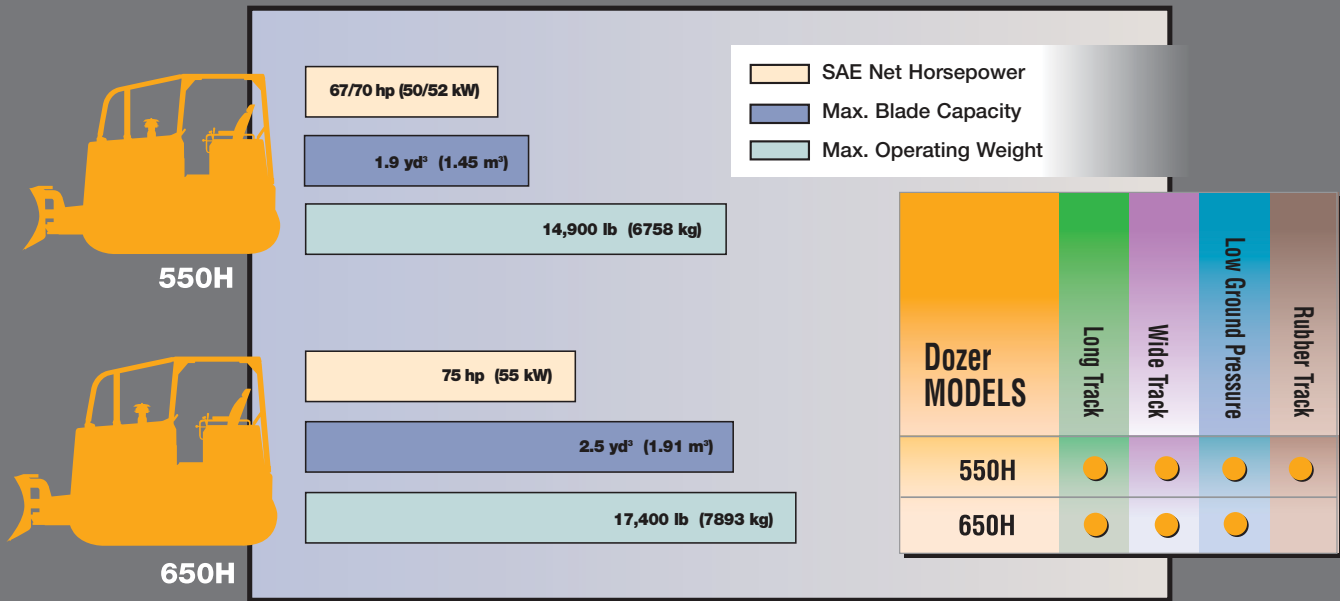 67/70 hp (50/52 kW)
1.9 yd³ (1.45 m³)
14,900 lb (6758 kg)
550H
75 hp (55 kW)
2.5 yd³ (1.91 m³)
17,400 lb (7893 kg)
650H
SAE Net Horsepower
Max. Blade Capacity
Max. Operating Weight
Dozer
MODELS
Long Track
Wide Track
Low Ground Pressure
Rubber Track
550H
650H